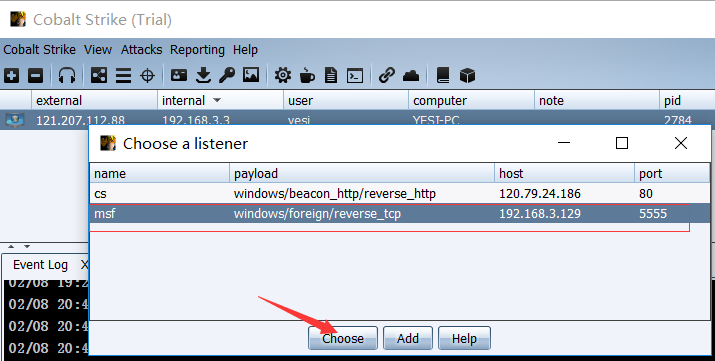 Cobalt Strike (Trial)
Cobalt Strike View Attacks Reporting Help
external internal user computer note pid
121.207.112.88 192.168.3.3 yesi YESI-PC 2784
Choose a listener
name payload host port
cs windows/beacon_http/reverse_http 120.79.24.186 80
msf windows/foreign/reverse_tcp 192.168.3.129 5555
Event Log X
02/08 19:2
02/08 20:4
02/08 20:4
02/08 20:4
Choose Add Help